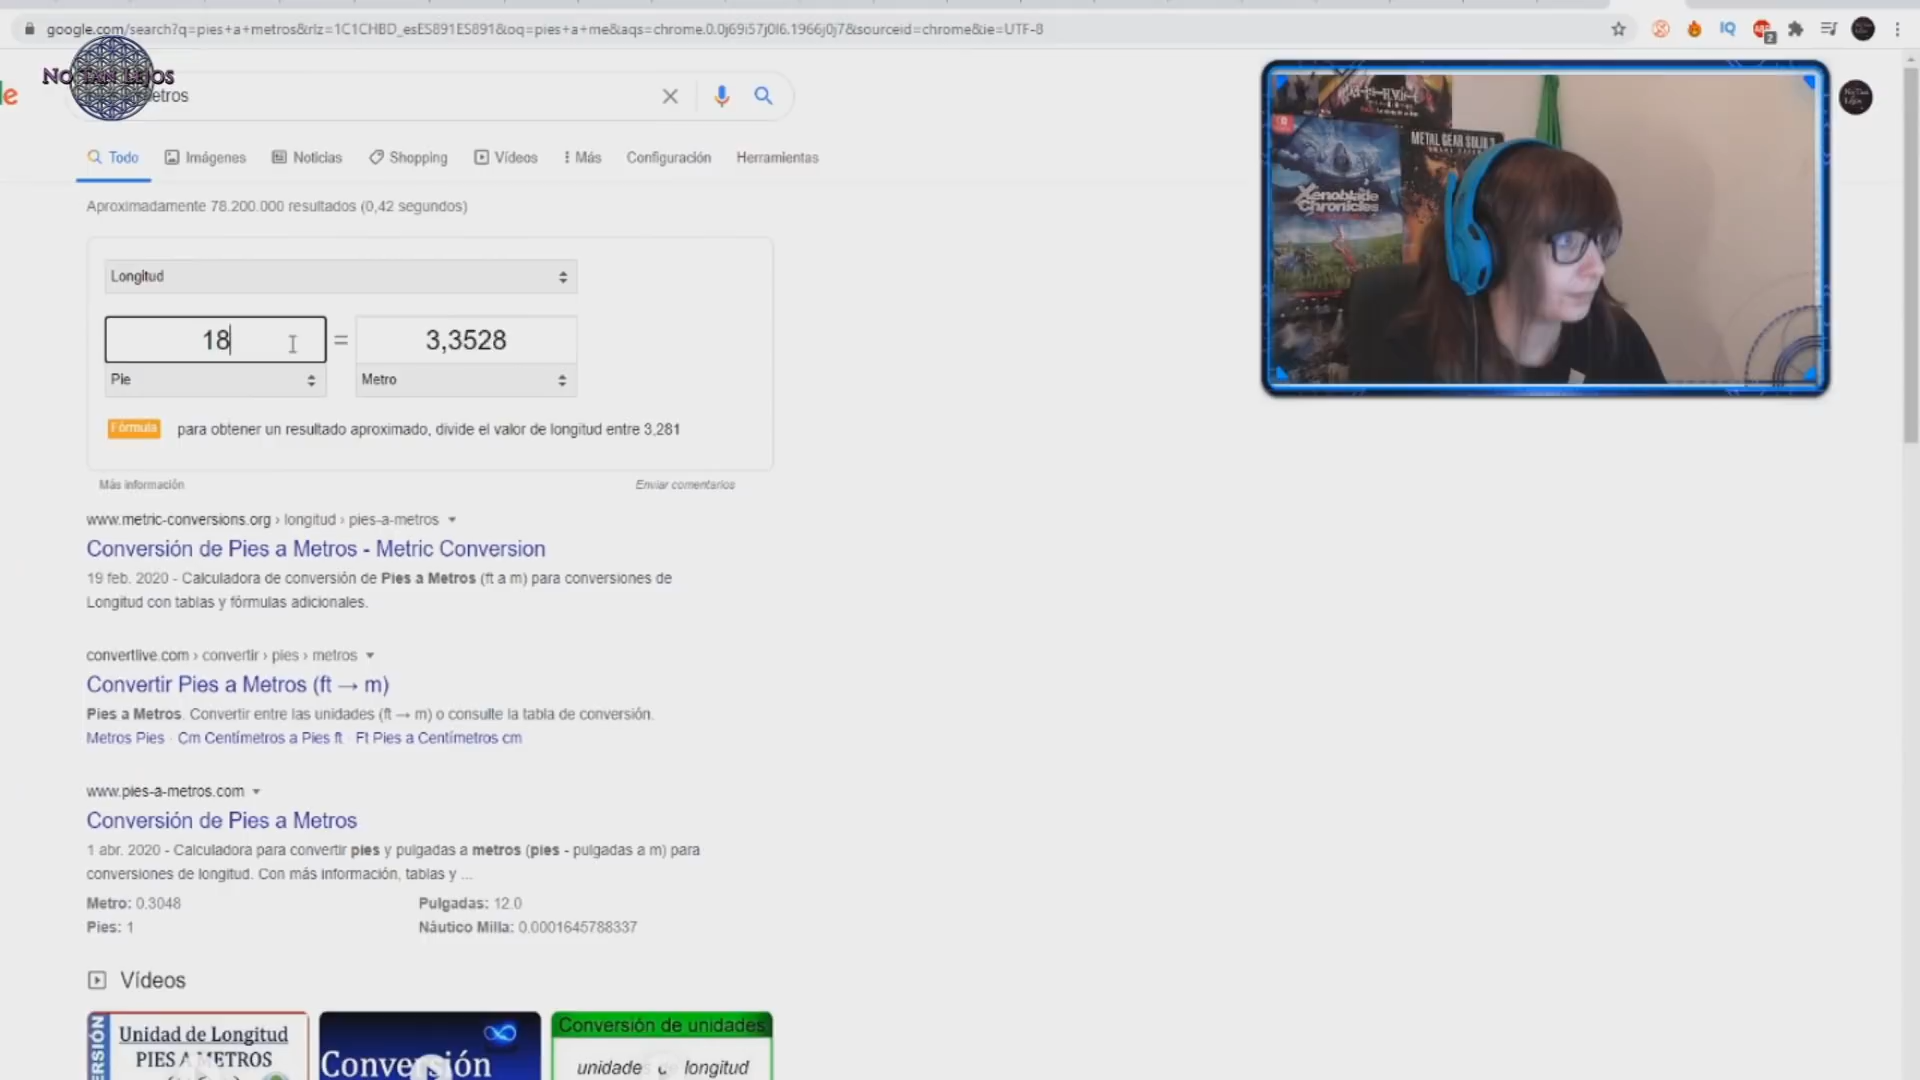 google.com/search?q=pies+a+metros&rlz=1C1CHBD_esES891ES891&oq=pies+a+me&aqs=chrome.0.0j69i57j0l6.1966j0j7&sourceid=chrome&ie=UTF-8
No Tan Lejos
etros
Todo Imágenes Noticias Shopping Vídeos Más Configuración Herramientas
Aproximadamente 78.200.000 resultados (0,42 segundos)
Longitud
18 = 3,3528
Pie Metro
Fórmula para obtener un resultado aproximado, divide el valor de longitud entre 3,281
Más información Enviar comentarios
www.metric-conversions.org › longitud › pies-a-metros
Conversión de Pies a Metros - Metric Conversion
19 feb. 2020 - Calculadora de conversión de Pies a Metros (ft a m) para conversiones de
Longitud con tablas y fórmulas adicionales.
convertlive.com › convertir › pies › metros
Convertir Pies a Metros (ft → m)
Pies a Metros. Convertir entre las unidades (ft → m) o consulte la tabla de conversión.
Metros Pies · Cm Centímetros a Pies ft · Ft Pies a Centímetros cm
www.pies-a-metros.com
Conversión de Pies a Metros
1 abr. 2020 - Calculadora para convertir pies y pulgadas a metros (pies - pulgadas a m) para
conversiones de longitud. Con más información, tablas y ...
Metro: 0.3048 Pulgadas: 12.0
Pies: 1 Náutico Milla: 0.0001645788337
Vídeos
Unidad de Longitud
PIES A METROS
Conversión
Conversión de unidades
unidades de longitud
Xenoblade
Chronicles
METAL GEAR SOLID